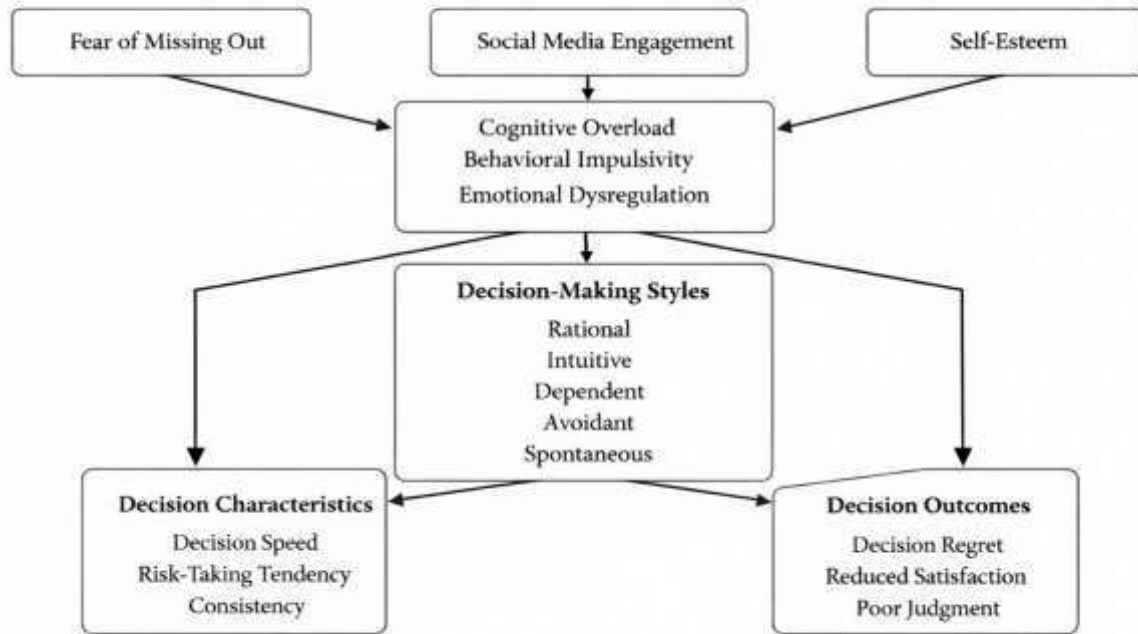 Fear of Missing Out
Social Media Engagement
Self-Esteem
Cognitive Overload
Behavioral Impulsivity
Emotional Dysregulation
Decision-Making Styles
Rational
Intuitive
Dependent
Avoidant
Spontaneous
Decision Characteristics
Decision Speed
Risk-Taking Tendency
Consistency
Decision Outcomes
Decision Regret
Reduced Satisfaction
Poor Judgment